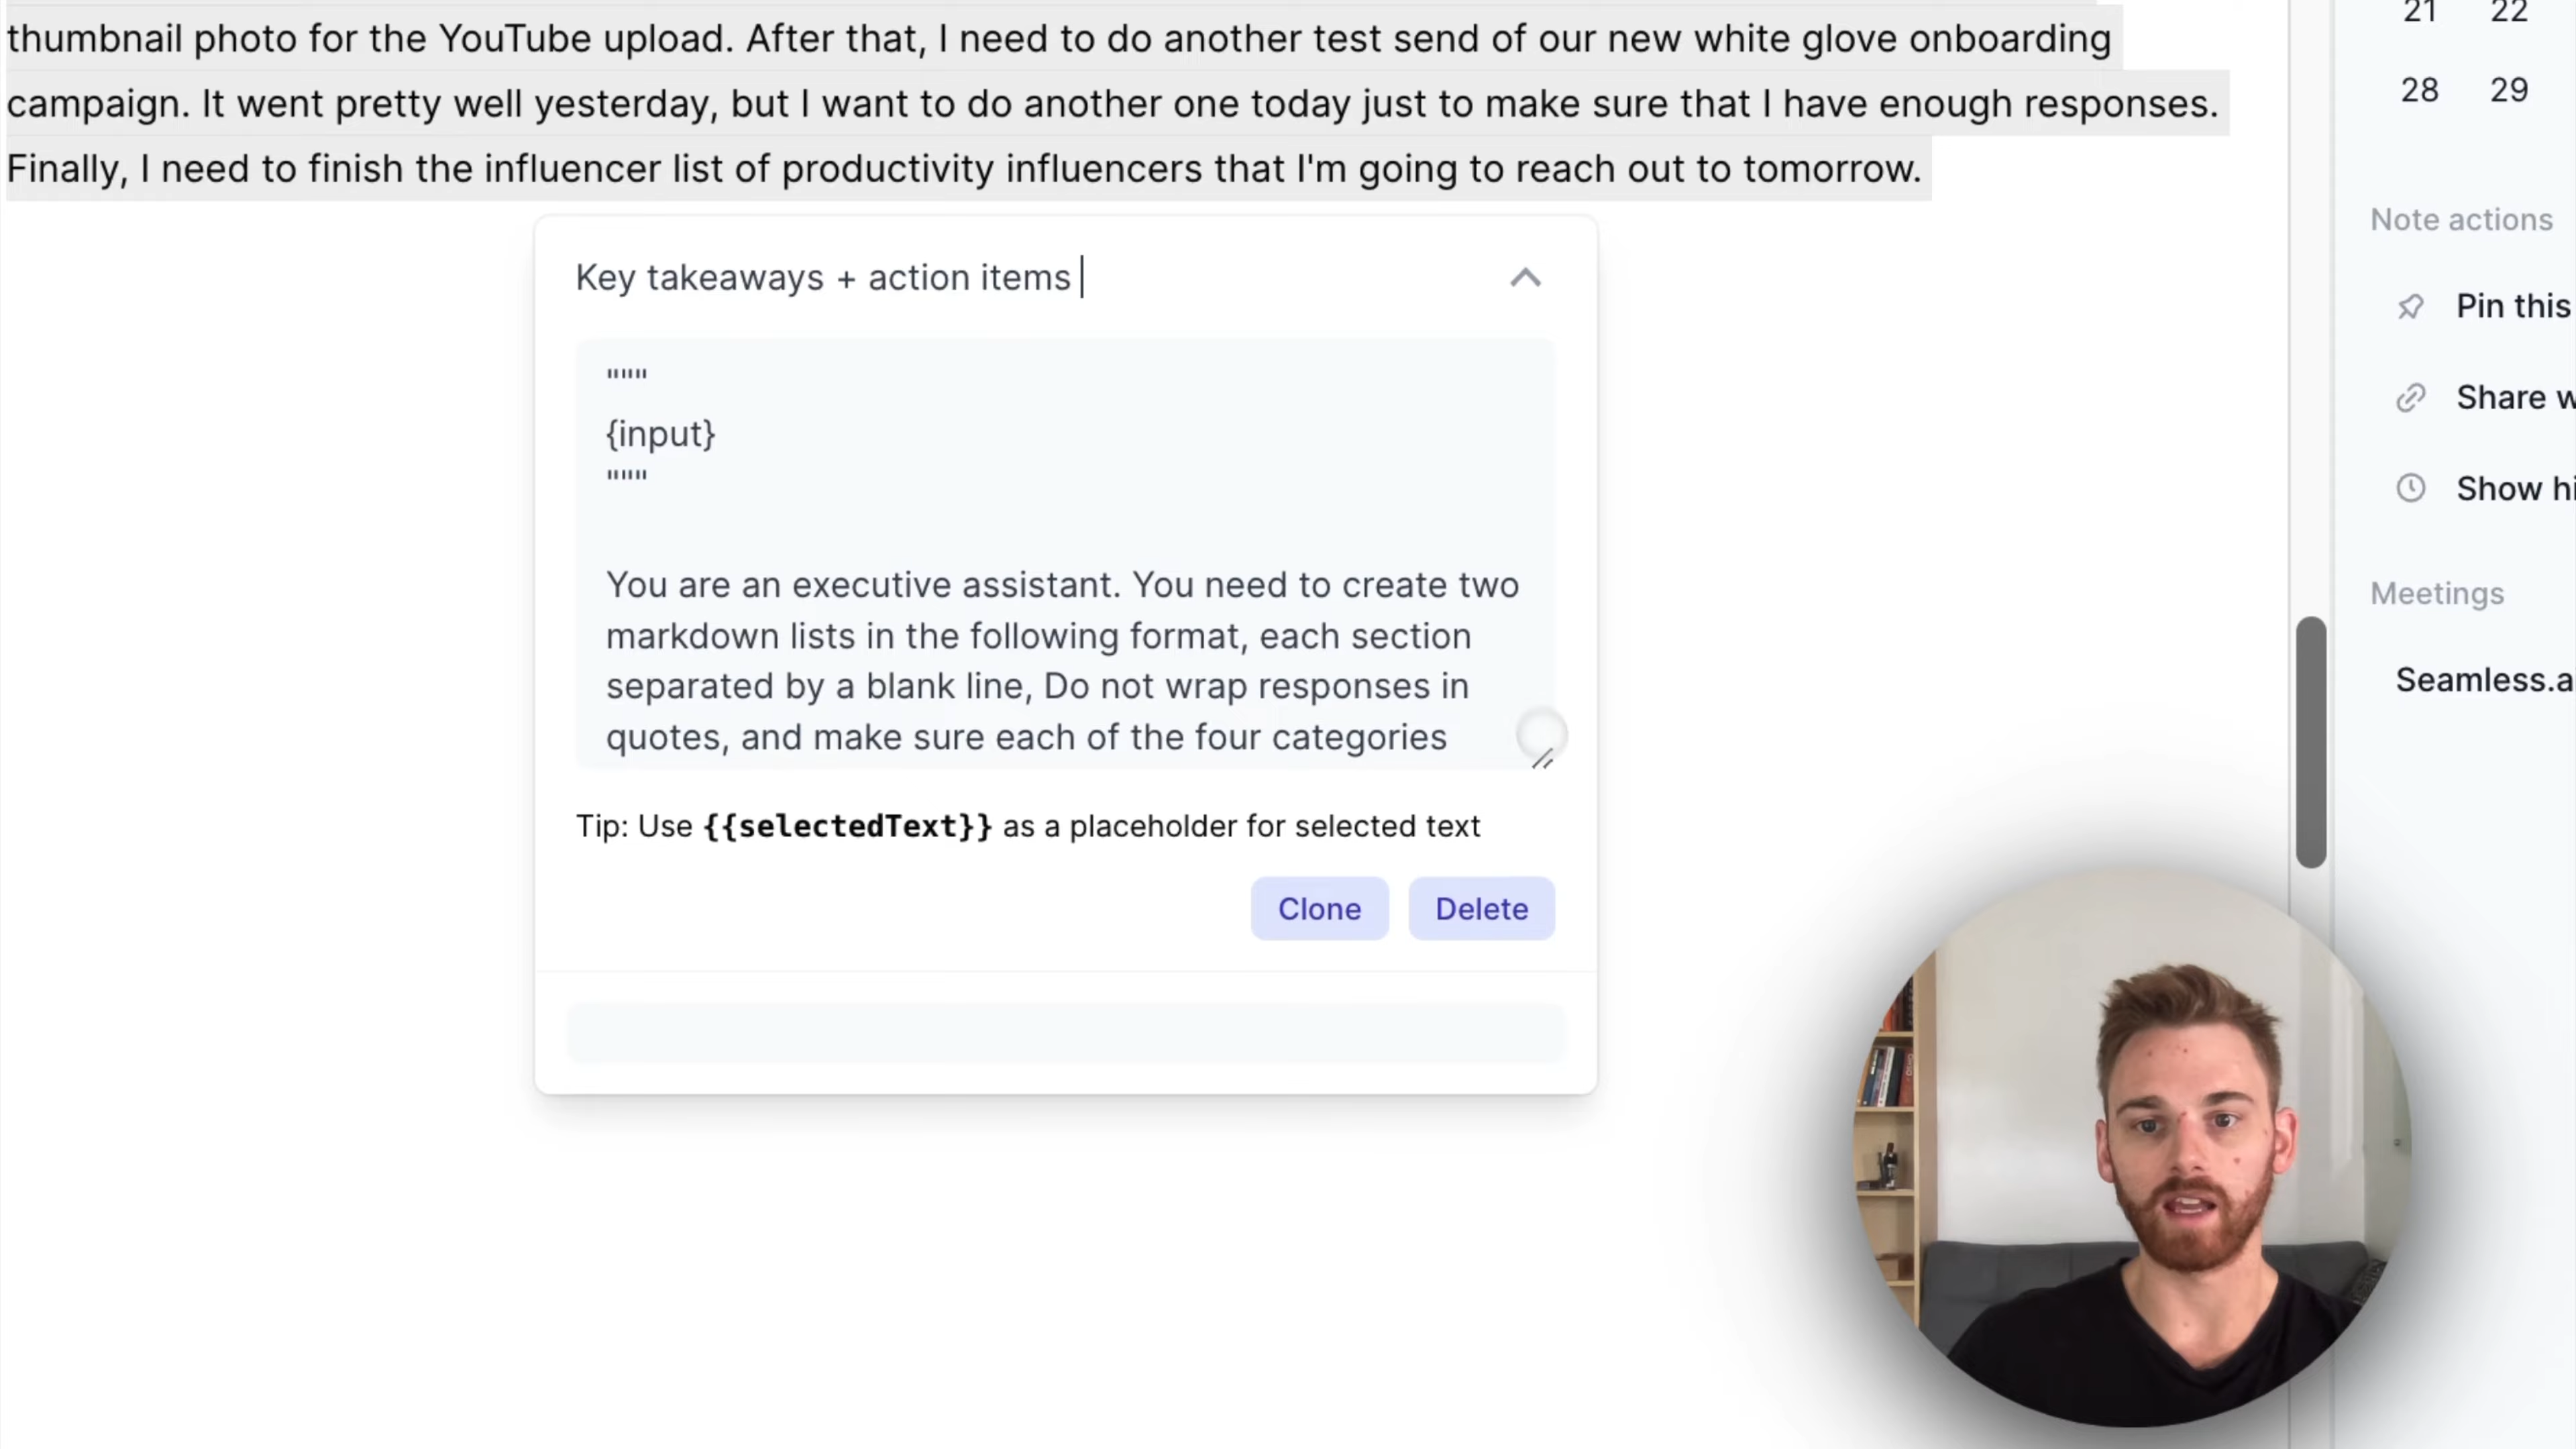 thumbnail photo for the YouTube upload. After that, I need to do another test send of our new white glove onboarding
campaign. It went pretty well yesterday, but I want to do another one today just to make sure that I have enough responses.
Finally, I need to finish the influencer list of productivity influencers that I'm going to reach out to tomorrow.
Key takeaways + action items
"""
{input}
"""
You are an executive assistant. You need to create two
markdown lists in the following format, each section
separated by a blank line, Do not wrap responses in
quotes, and make sure each of the four categories
Tip: Use {{selectedText}} as a placeholder for selected text
Clone Delete
21 22
28 29
Note actions
Pin this
Share w
Show hi
Meetings
Seamless.a